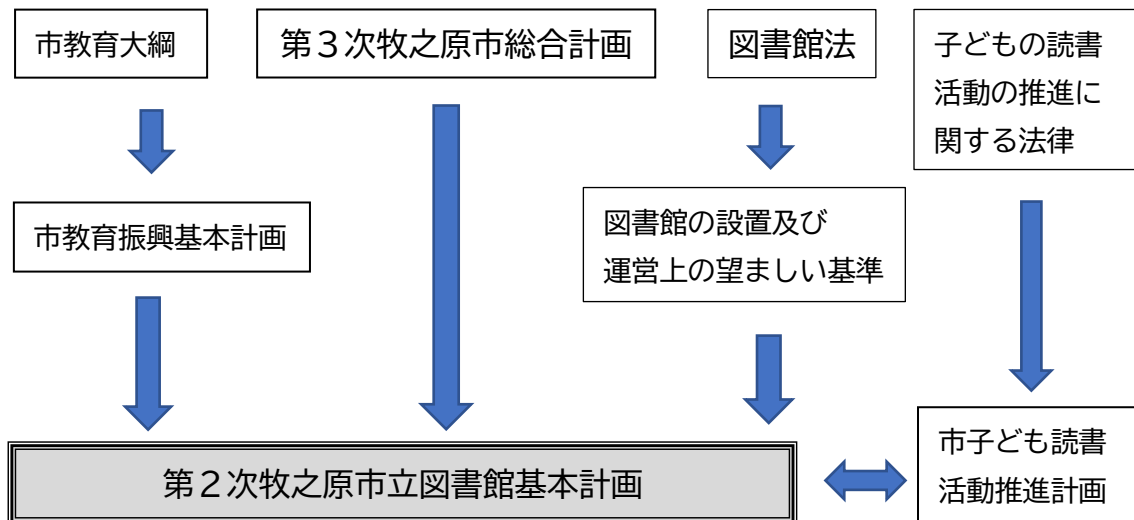 市教育大綱
第３次牧之原市総合計画
図書館法
子どもの読書
活動の推進に
関する法律
市教育振興基本計画
図書館の設置及び
運営上の望ましい基準
第２次牧之原市立図書館基本計画
市子ども読書
活動推進計画